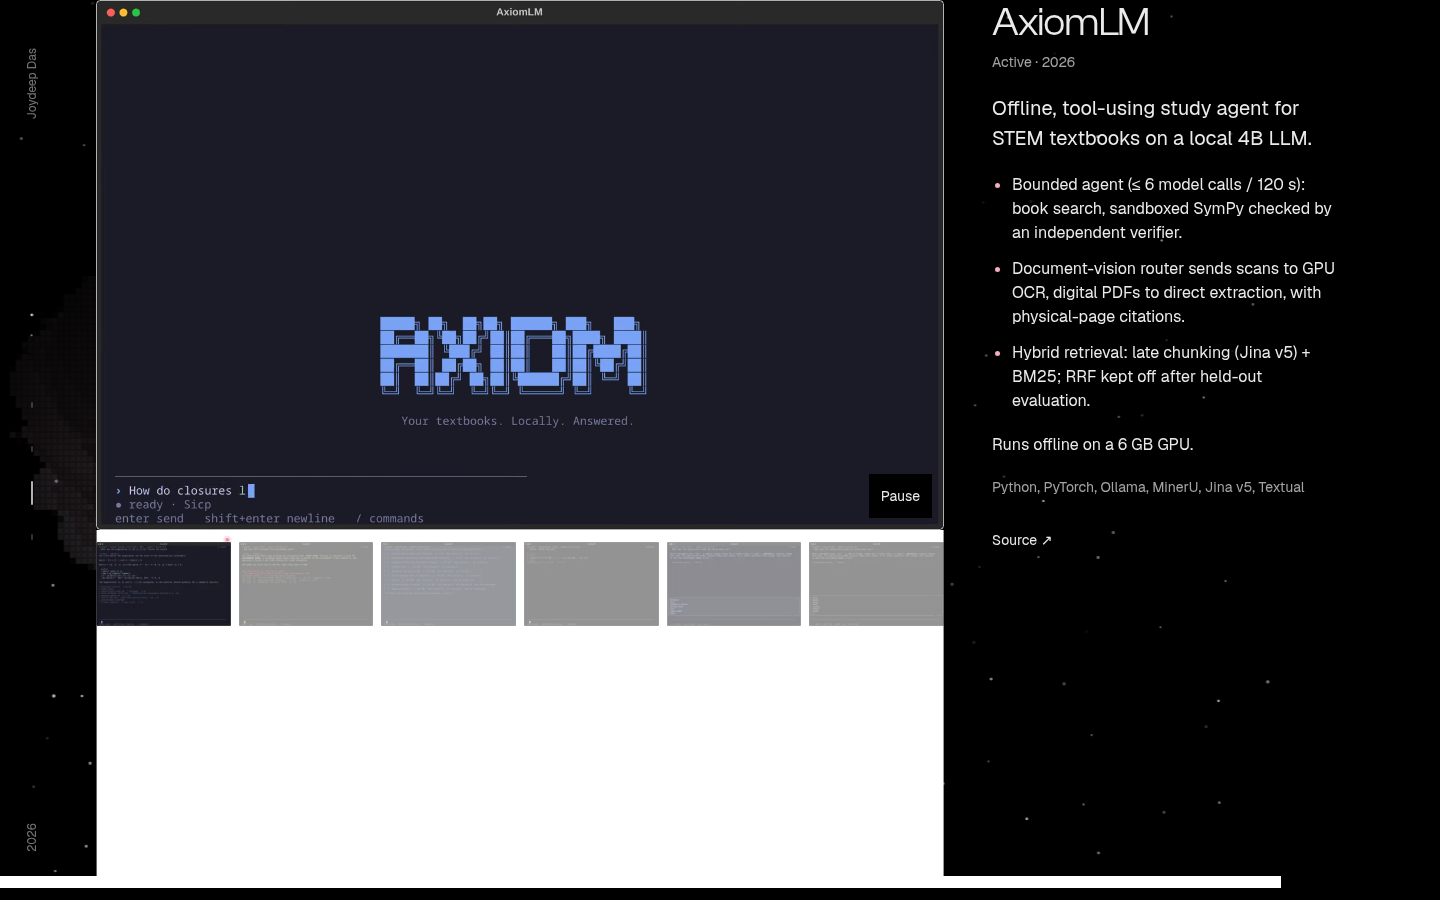 Joydeep Das
2026
AxiomLM
AXIOM
Your textbooks. Locally. Answered.
› How do closures l
● ready · Sicp
enter send shift+enter newline / commands
Pause
AxiomLM
Active · 2026
Offline, tool-using study agent for
STEM textbooks on a local 4B LLM.
• Bounded agent (≤ 6 model calls / 120 s):
book search, sandboxed SymPy checked by
an independent verifier.
• Document-vision router sends scans to GPU
OCR, digital PDFs to direct extraction, with
physical-page citations.
• Hybrid retrieval: late chunking (Jina v5) +
BM25; RRF kept off after held-out
evaluation.
Runs offline on a 6 GB GPU.
Python, PyTorch, Ollama, MinerU, Jina v5, Textual
Source ↗